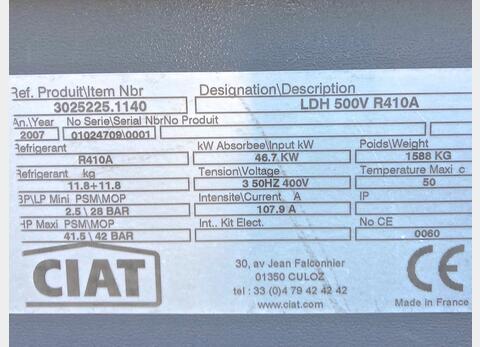 Ref. Produit\Item Nbr Designation\Description
3025225.1140 LDH 500V R410A
An./Year No Serie/Serial Nbr No Produit
2007 01024709\0001
Refrigerant kW Absorbee\Input kW Poids/Weight
R410A 46.7 KW 1588 KG
Refrigerant kg Tension/Voltage Temperature Maxi c
11.8+11.8 3 50HZ 400V 50
BP\LP Mini PSM\MOP Intensite/Current A IP
2.5\28 BAR 107.9 A
HP Maxi PSM\MOP Int.. Kit Elect. No CE
41.5\42 BAR 0060
CIAT
30, av Jean Falconnier
01350 CULOZ
tel : 33 (0)4 79 42 42 42
www.ciat.com
CE
Made in France